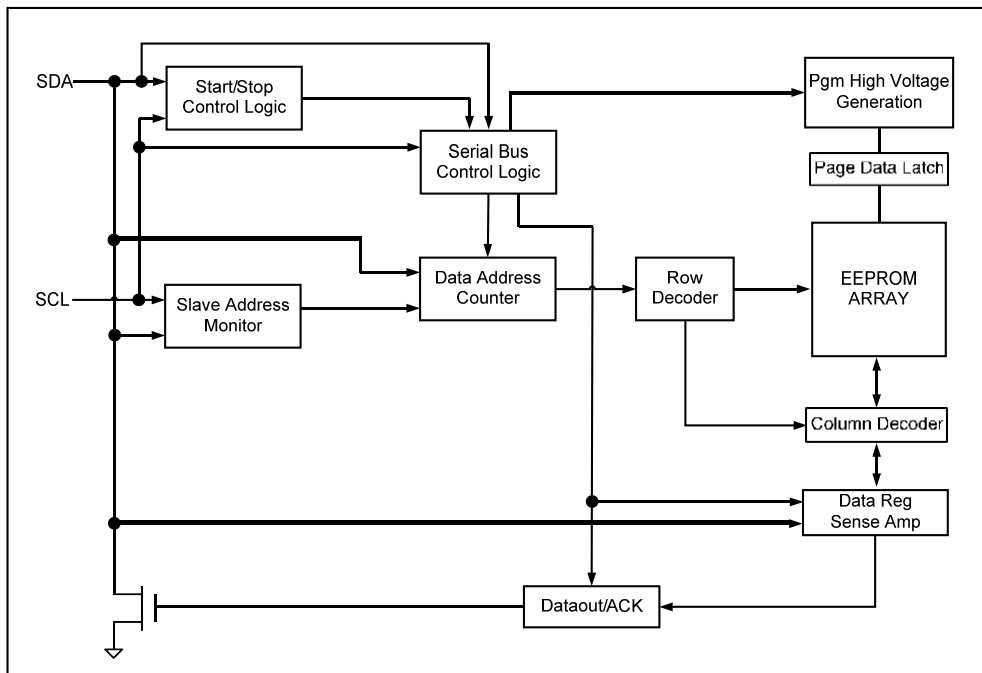 SDA
Start/Stop
Control Logic
Pgm High Voltage
Generation
Serial Bus
Control Logic
Page Data Latch
SCL
Slave Address
Monitor
Data Address
Counter
Row
Decoder
EEPROM
ARRAY
Column Decoder
Data Reg
Sense Amp
Dataout/ACK